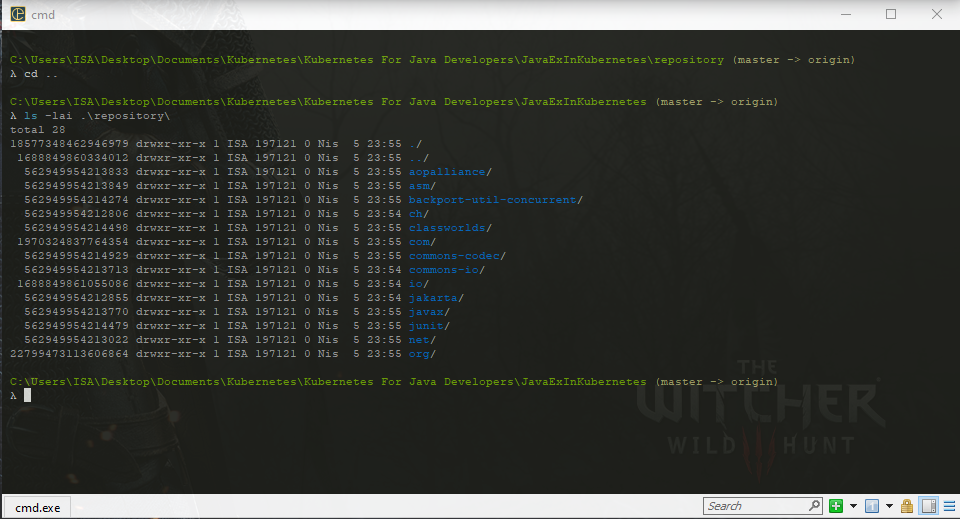 cmd
C:\Users\ISA\Desktop\Documents\Kubernetes\Kubernetes For Java Developers\JavaExInKubernetes\repository (master -> origin)
λ cd ..
C:\Users\ISA\Desktop\Documents\Kubernetes\Kubernetes For Java Developers\JavaExInKubernetes (master -> origin)
λ ls -lai .\repository\
total 28
18577348462946979 drwxr-xr-x 1 ISA 197121 0 Nis  5 23:55 ./
 1688849860334012 drwxr-xr-x 1 ISA 197121 0 Nis  5 23:55 ../
  562949954213833 drwxr-xr-x 1 ISA 197121 0 Nis  5 23:55 aopalliance/
  562949954213849 drwxr-xr-x 1 ISA 197121 0 Nis  5 23:55 asm/
  562949954214274 drwxr-xr-x 1 ISA 197121 0 Nis  5 23:55 backport-util-concurrent/
  562949954212806 drwxr-xr-x 1 ISA 197121 0 Nis  5 23:54 ch/
  562949954214498 drwxr-xr-x 1 ISA 197121 0 Nis  5 23:55 classworlds/
 1970324837764354 drwxr-xr-x 1 ISA 197121 0 Nis  5 23:55 com/
  562949954214929 drwxr-xr-x 1 ISA 197121 0 Nis  5 23:55 commons-codec/
  562949954213713 drwxr-xr-x 1 ISA 197121 0 Nis  5 23:54 commons-io/
 1688849861055086 drwxr-xr-x 1 ISA 197121 0 Nis  5 23:54 io/
  562949954212855 drwxr-xr-x 1 ISA 197121 0 Nis  5 23:54 jakarta/
  562949954213770 drwxr-xr-x 1 ISA 197121 0 Nis  5 23:55 javax/
  562949954214479 drwxr-xr-x 1 ISA 197121 0 Nis  5 23:55 junit/
  562949954213022 drwxr-xr-x 1 ISA 197121 0 Nis  5 23:55 net/
22799473113606864 drwxr-xr-x 1 ISA 197121 0 Nis  5 23:55 org/
C:\Users\ISA\Desktop\Documents\Kubernetes\Kubernetes For Java Developers\JavaExInKubernetes (master -> origin)
λ
THE
WITCHER
WILD HUNT
cmd.exe
Search